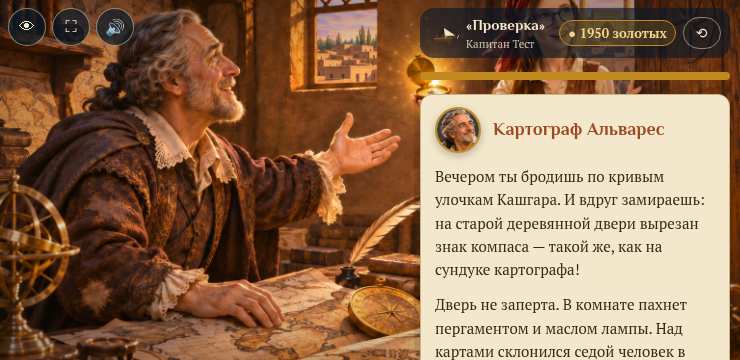 «Проверка»
Капитан Тест
1950 золотых
Картограф Альварес
Вечером ты бродишь по кривым
улочкам Кашгара. И вдруг замираешь:
на старой деревянной двери вырезан
знак компаса — такой же, как на
сундуке картографа!
Дверь не заперта. В комнате пахнет
пергаментом и маслом лампы. Над
картами склонился седой человек в